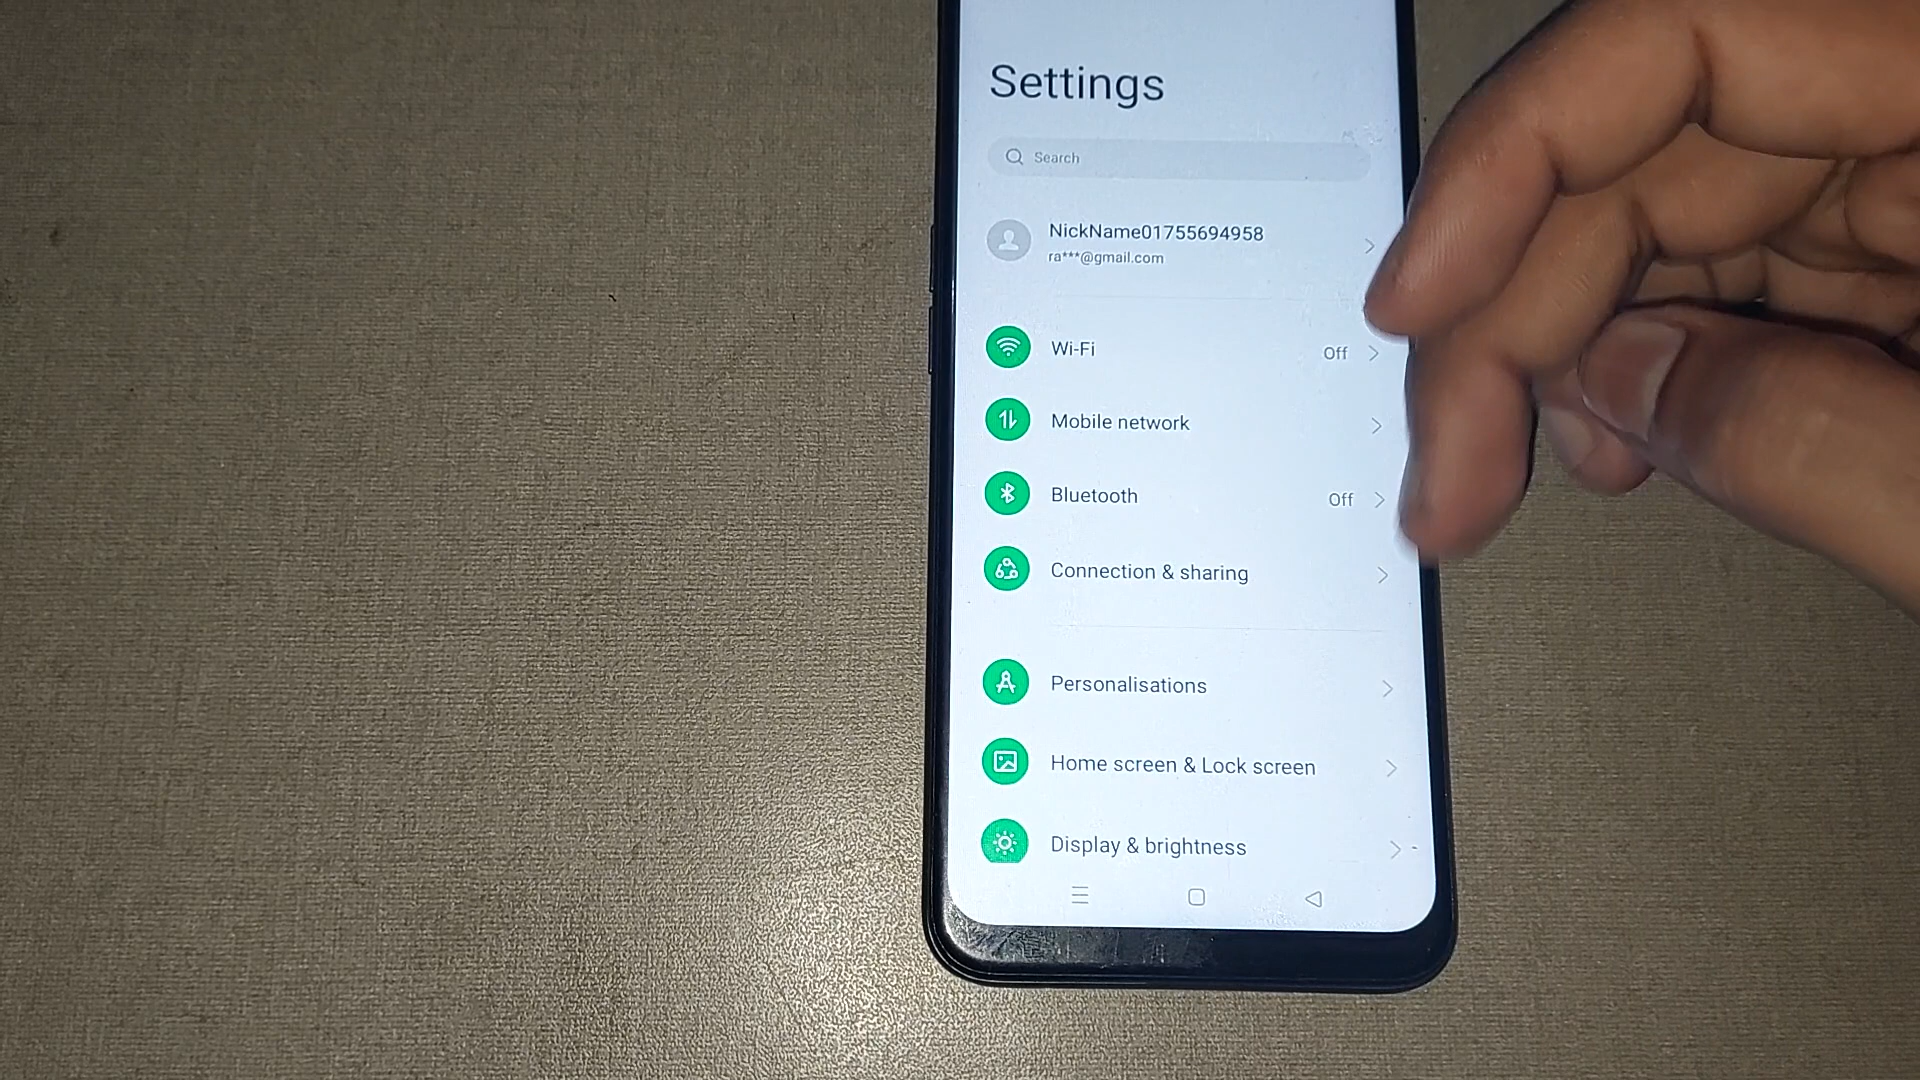 Settings
Search
NickName01755694958
ra***@gmail.com
Wi-Fi Off
Mobile network
Bluetooth Off
Connection & sharing
Personalisations
Home screen & Lock screen
Display & brightness